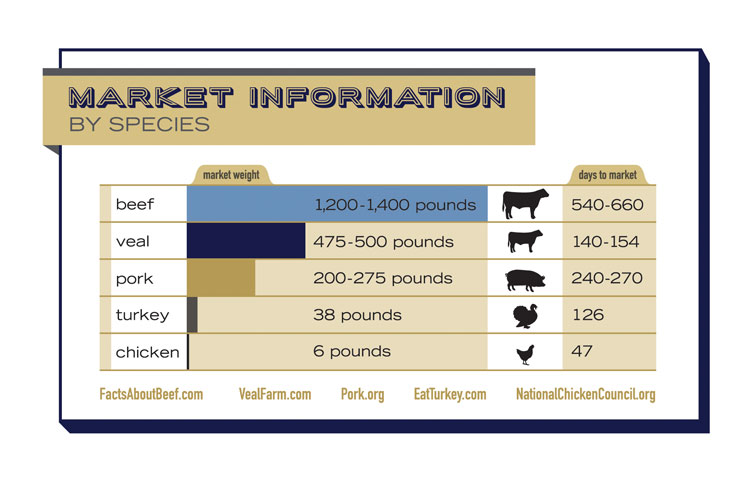 MARKET INFORMATION
BY SPECIES
market weight days to market
beef 1,200-1,400 pounds 540-660
veal 475-500 pounds 140-154
pork 200-275 pounds 240-270
turkey 38 pounds 126
chicken 6 pounds 47
FactsAboutBeef.com VealFarm.com Pork.org EatTurkey.com NationalChickenCouncil.org